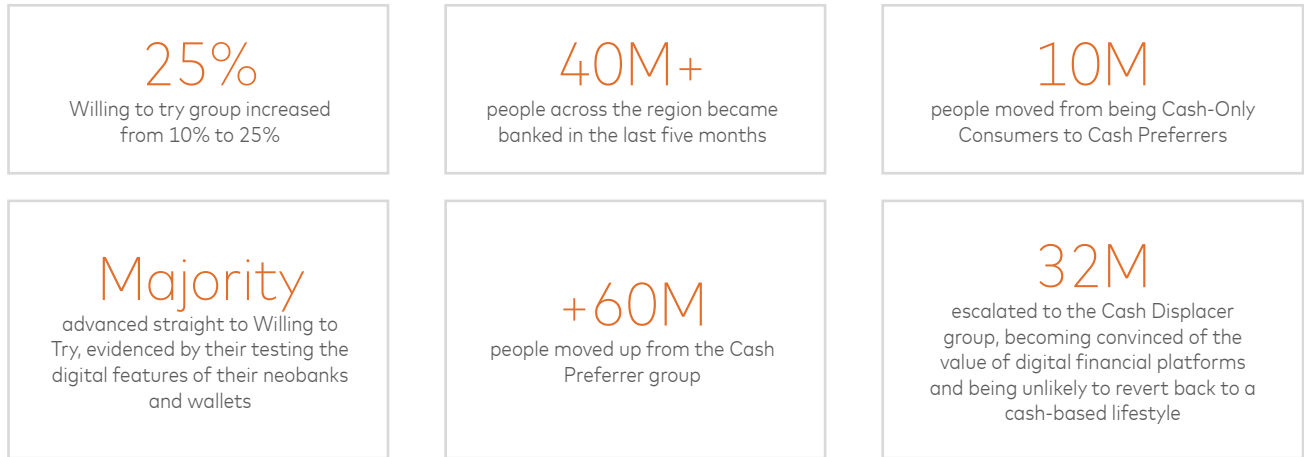 25%
Willing to try group increased
from 10% to 25%
40M+
people across the region became
banked in the last five months
10M
people moved from being Cash-Only
Consumers to Cash Preferrers
Majority
advanced straight to Willing to
Try, evidenced by their testing the
digital features of their neobanks
and wallets
+60M
people moved up from the Cash
Preferrer group
32M
escalated to the Cash Displacer
group, becoming convinced of the
value of digital financial platforms
and being unlikely to revert back to a
cash-based lifestyle